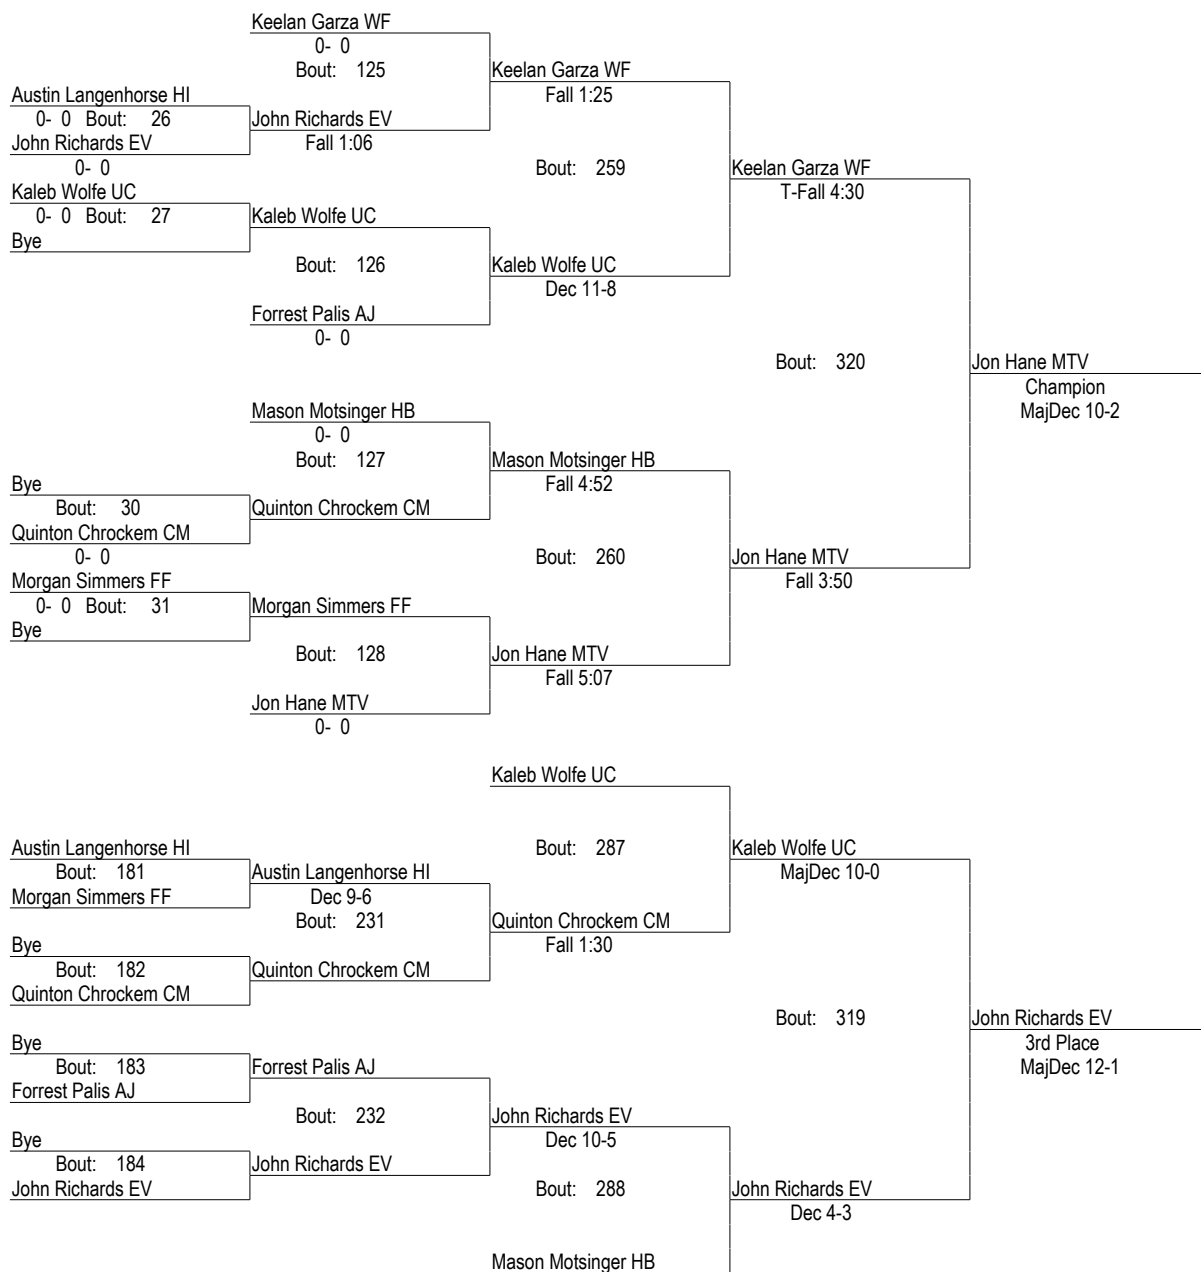 Keelan Garza WF
0- 0
Bout: 125
Keelan Garza WF
Fall 1:25
Austin Langenhorse HI
0- 0 Bout: 26
John Richards EV
Fall 1:06
John Richards EV
0- 0
Bout: 259
Keelan Garza WF
T-Fall 4:30
Kaleb Wolfe UC
0- 0 Bout: 27
Kaleb Wolfe UC
Bye
Bout: 126
Kaleb Wolfe UC
Dec 11-8
Forrest Palis AJ
0- 0
Bout: 320
Jon Hane MTV
Champion
MajDec 10-2
Mason Motsinger HB
0- 0
Bout: 127
Mason Motsinger HB
Fall 4:52
Bye
Bout: 30
Quinton Chrockem CM
Quinton Chrockem CM
0- 0
Bout: 260
Jon Hane MTV
Fall 3:50
Morgan Simmers FF
0- 0 Bout: 31
Morgan Simmers FF
Bye
Bout: 128
Jon Hane MTV
Fall 5:07
Jon Hane MTV
0- 0
Kaleb Wolfe UC
Bout: 287
Kaleb Wolfe UC
MajDec 10-0
Austin Langenhorse HI
Bout: 181
Austin Langenhorse HI
Dec 9-6
Morgan Simmers FF
Bout: 231
Quinton Chrockem CM
Fall 1:30
Bye
Bout: 182
Quinton Chrockem CM
Quinton Chrockem CM
Bout: 319
John Richards EV
3rd Place
MajDec 12-1
Bye
Bout: 183
Forrest Palis AJ
Forrest Palis AJ
Bout: 232
John Richards EV
Dec 10-5
Bye
Bout: 184
John Richards EV
John Richards EV
Bout: 288
John Richards EV
Dec 4-3
Mason Motsinger HB